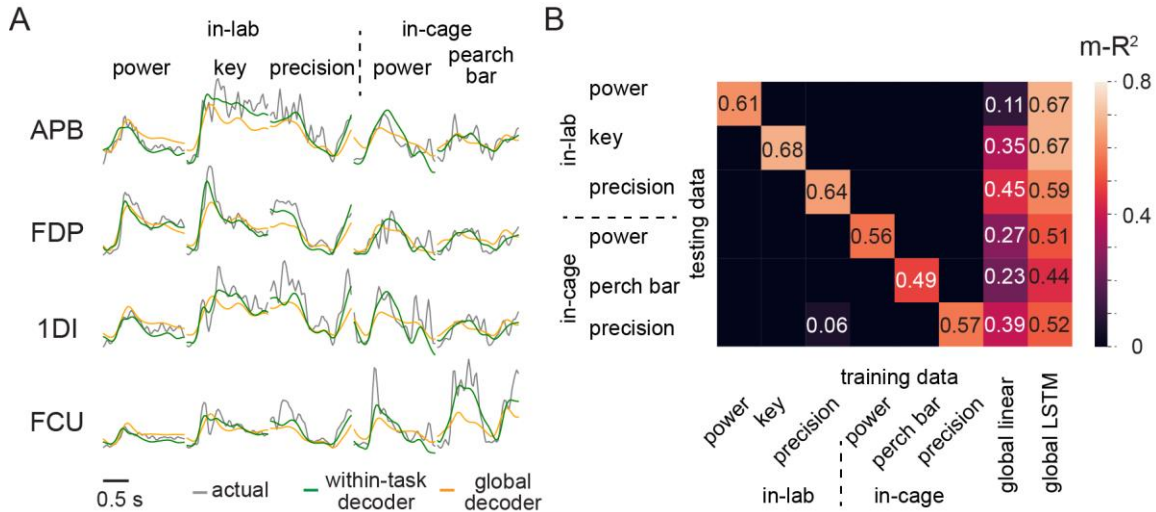 A
in-lab
in-cage
power
key
precision
power
pearch
bar
APB
FDP
1DI
FCU
0.5 s
actual
within-task
decoder
global
decoder
B
m-R²
power
key
precision
power
perch bar
precision
in-lab
in-cage
testing data
0.61 0.11 0.67
0.68 0.35 0.67
0.64 0.45 0.59
0.56 0.27 0.51
0.49 0.23 0.44
0.06 0.57 0.39 0.52
0.8
0.4
0
training data
power
key
precision
power
perch bar
precision
global linear
global LSTM
in-lab
in-cage